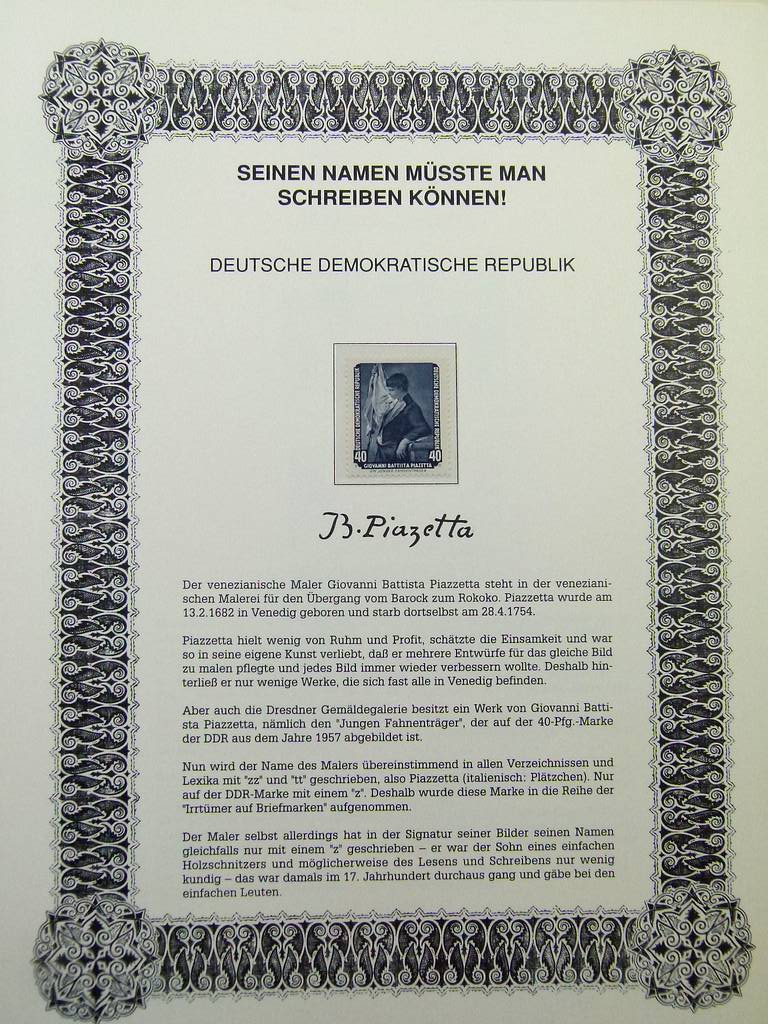 SEINEN NAMEN MÜSSTE MAN
SCHREIBEN KÖNNEN!
DEUTSCHE DEMOKRATISCHE REPUBLIK
DEUTSCHE DEMOKRATISCHE REPUBLIK
DEUTSCHE DEMOKRATISCHE REPUBLIK
40 40
GIOVANNI BATTISTA PIAZETTA
EIN JUNGER FAHNENTRÄGER
B. Piazetta
Der venezianische Maler Giovanni Battista Piazzetta steht in der veneziani-
schen Malerei für den Übergang vom Barock zum Rokoko. Piazzetta wurde am
13.2.1682 in Venedig geboren und starb dortselbst am 28.4.1754.
Piazzetta hielt wenig von Ruhm und Profit, schätzte die Einsamkeit und war
so in seine eigene Kunst verliebt, daß er mehrere Entwürfe für das gleiche Bild
zu malen pflegte und jedes Bild immer wieder verbessern wollte. Deshalb hin-
terließ er nur wenige Werke, die sich fast alle in Venedig befinden.
Aber auch die Dresdner Gemäldegalerie besitzt ein Werk von Giovanni Batti-
sta Piazzetta, nämlich den "Jungen Fahnenträger", der auf der 40-Pfg.-Marke
der DDR aus dem Jahre 1957 abgebildet ist.
Nun wird der Name des Malers übereinstimmend in allen Verzeichnissen und
Lexika mit "zz" und "tt" geschrieben, also Piazzetta (italienisch: Plätzchen). Nur
auf der DDR-Marke mit einem "z". Deshalb wurde diese Marke in die Reihe der
"Irrtümer auf Briefmarken" aufgenommen.
Der Maler selbst allerdings hat in der Signatur seiner Bilder seinen Namen
gleichfalls nur mit einem "z" geschrieben – er war der Sohn eines einfachen
Holzschnitzers und möglicherweise des Lesens und Schreibens nur wenig
kundig – das war damals im 17. Jahrhundert durchaus gang und gäbe bei den
einfachen Leuten.